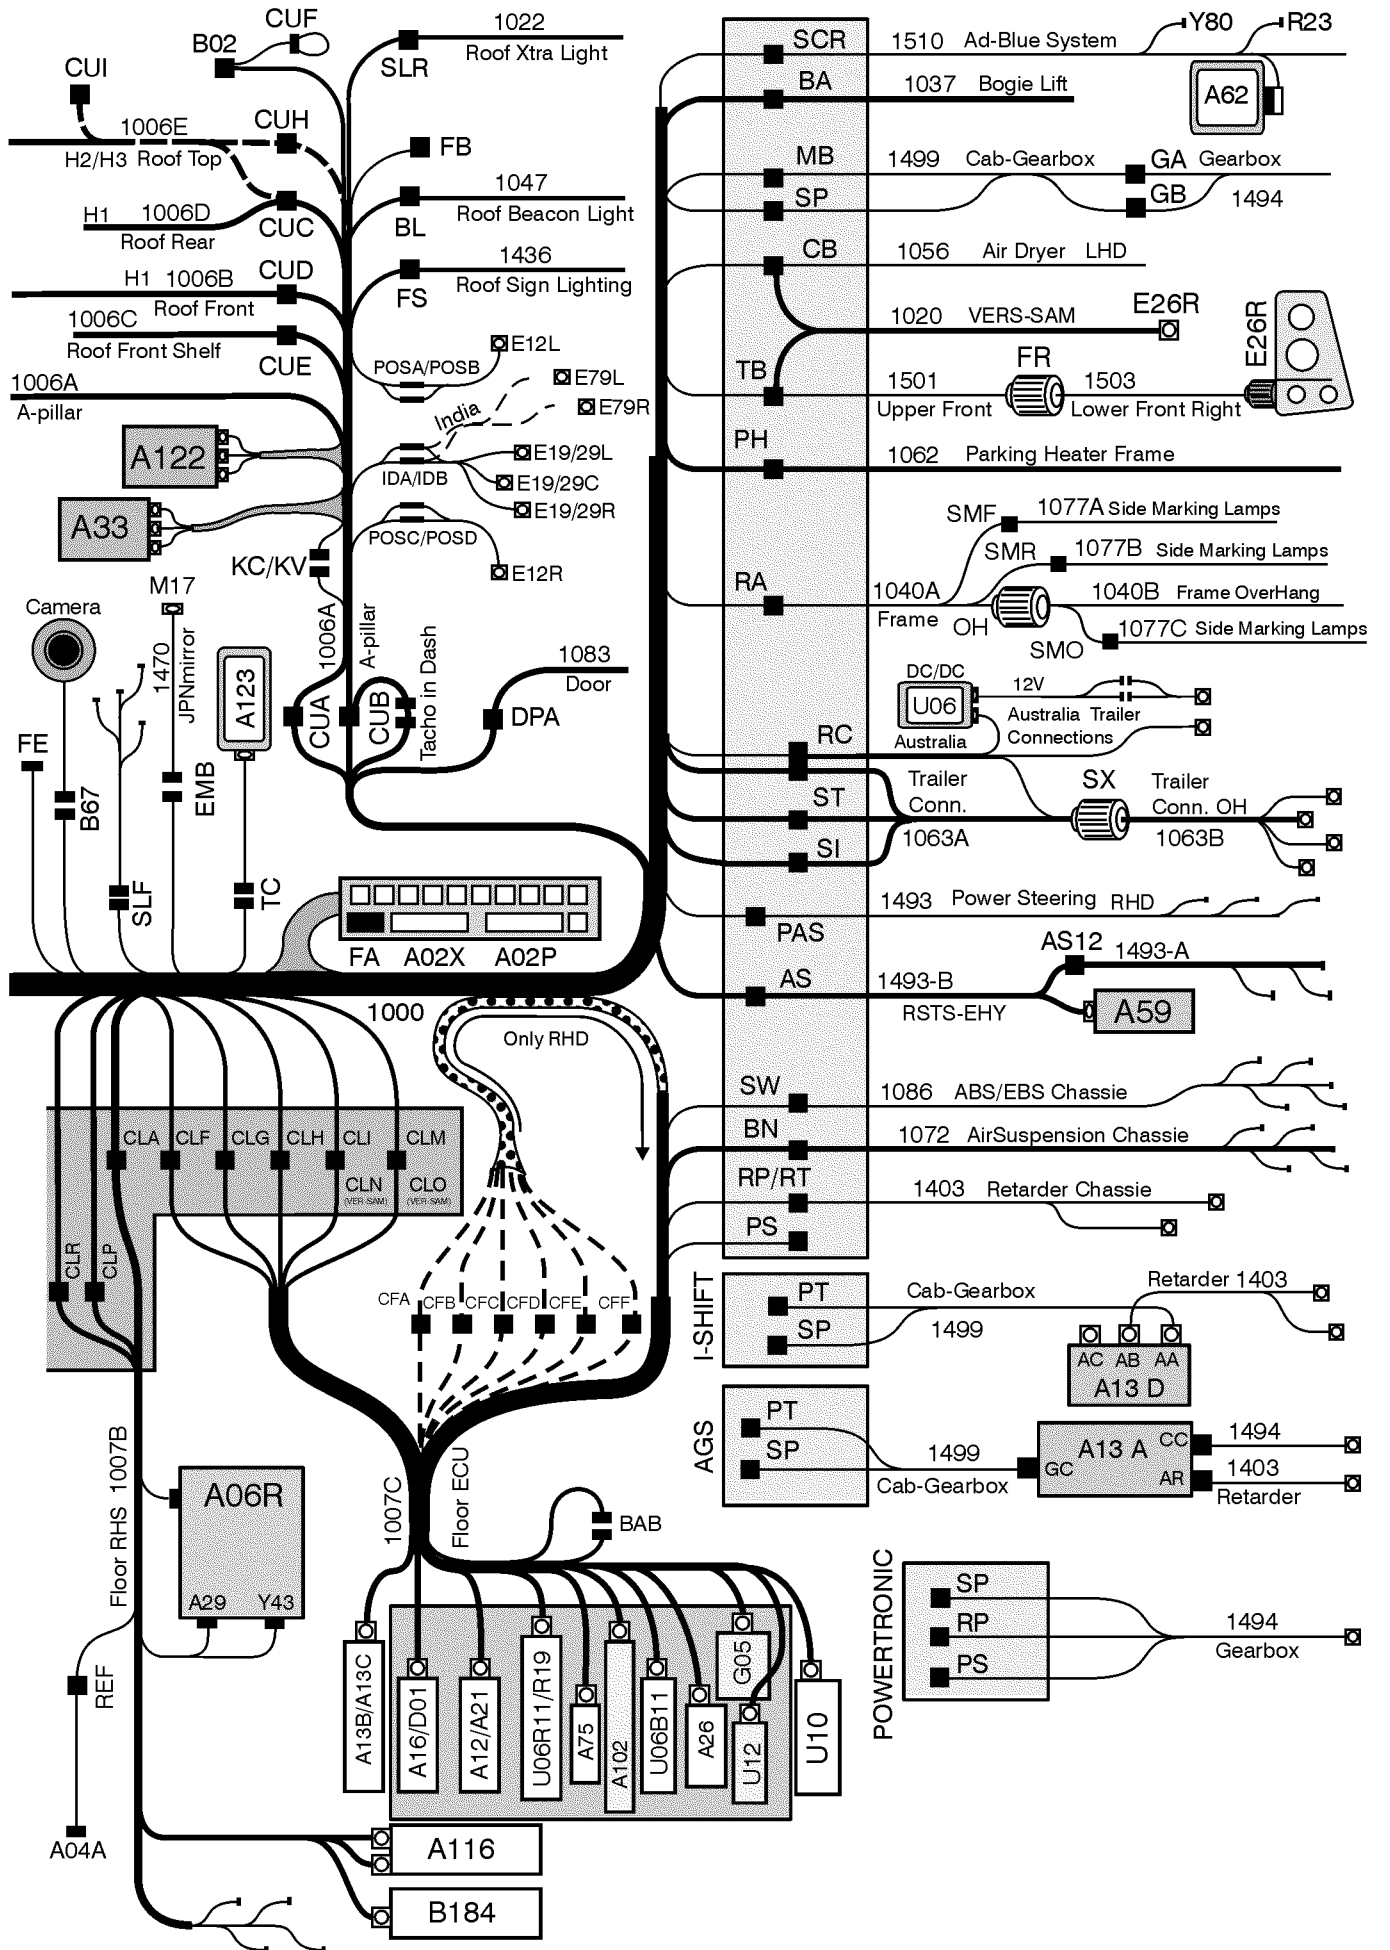 CUF
B02
CUI
1022
SLR
Roof Xtra Light
1006E
CUH
H2/H3 Roof Top
FB
H1 1006D
Roof Rear
CUC
1047
BL
Roof Beacon Light
H1 1006B
Roof Front
CUD
1436
FS
Roof Sign Lighting
1006C
Roof Front Shelf
CUE
POSA/POSB
E12L
E79L
1006A
A-pillar
India
E79R
A122
IDA/IDB
E19/29L
E19/29C
E19/29R
A33
POSC/POSD
KC/KV
E12R
M17
Camera
1470
JPNmirror
A123
1006A
A-pillar
1083
Door
CUA
CUB
Tacho in Dash
DPA
FE
B67
EMB
SLF
TC
FA A02X A02P
1000
Only RHD
CLA CLF CLG CLH CLI CLM
CLN
(VER-SAM)
CLO
(VER-SAM)
CLR
CLP
CFA CFB CFC CFD CFE CFF
1007B
Floor RHS
1007C
Floor ECU
A06R
A29 Y43
REF
A04A
BAB
A13B/A13C
A16/D01
A12/A21
U06R11/R19
A75
A102
U06B11
A26
G05
U12
U10
A116
B184
SCR
1510 Ad-Blue System
Y80
R23
A62
BA
1037 Bogie Lift
MB
1499 Cab-Gearbox
GA Gearbox
SP
GB 1494
CB
1056 Air Dryer LHD
1020 VERS-SAM
E26R
E26R
TB
1501
Upper Front
FR
1503
Lower Front Right
PH
1062 Parking Heater Frame
SMF
1077A Side Marking Lamps
SMR
1077B Side Marking Lamps
RA
1040A
Frame
OH
1040B Frame OverHang
SMO
1077C Side Marking Lamps
DC/DC
U06
12V
Australia Trailer
Connections
Australia
RC
ST
SI
Trailer
Conn.
1063A
SX
Trailer
Conn. OH
1063B
PAS
1493 Power Steering RHD
AS
1493-B
RSTS-EHY
AS12
1493-A
A59
SW
1086 ABS/EBS Chassie
BN
1072 AirSuspension Chassie
RP/RT
1403 Retarder Chassie
PS
I-SHIFT
PT
SP
Cab-Gearbox
1499
Retarder 1403
AC AB AA
A13 D
AGS
PT
SP
1499
Cab-Gearbox
GC
A13 A
CC
AR
1494
1403
Retarder
POWERTRONIC
SP
RP
PS
1494
Gearbox